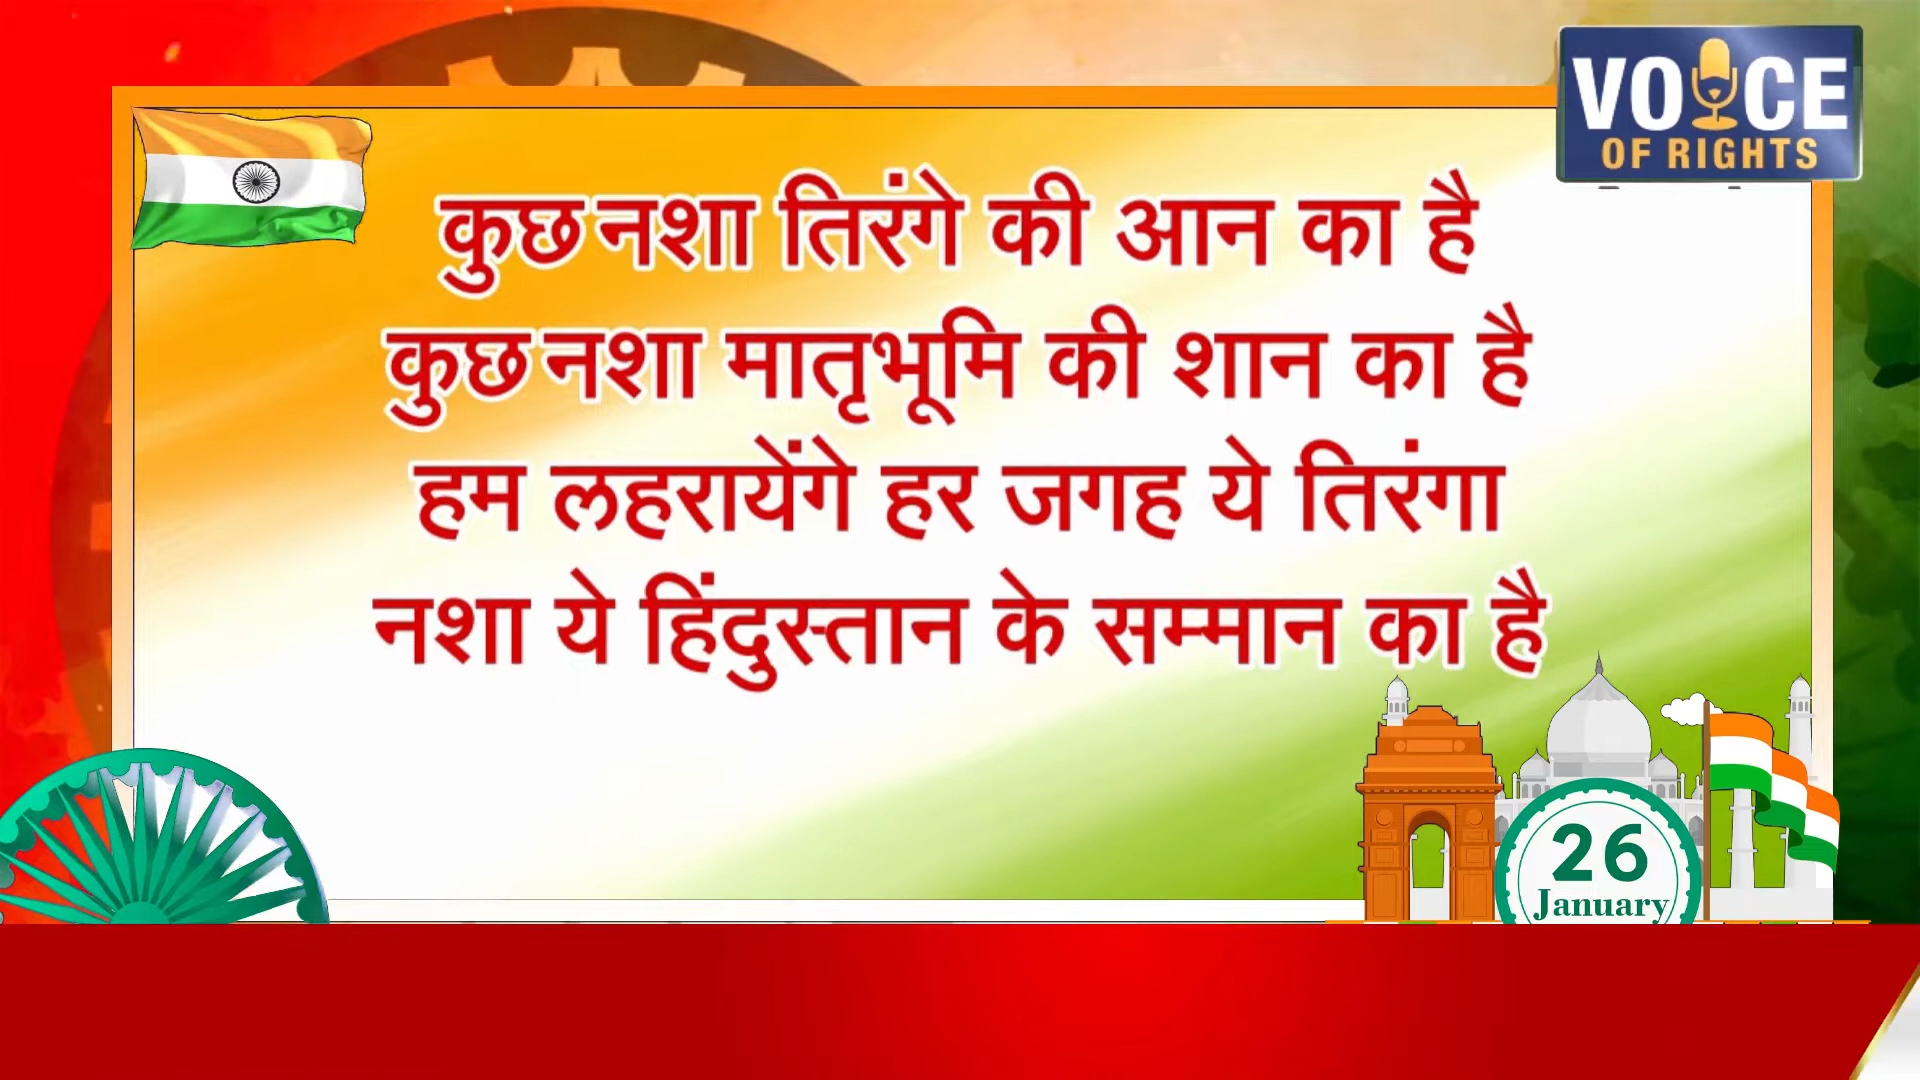 VOICE
OF RIGHTS
कुछ नशा तिरंगे की आन का है
कुछ नशा मातृभूमि की शान का है
हम लहरायेंगे हर जगह ये तिरंगा
नशा ये हिंदुस्तान के सम्मान का है
26
January